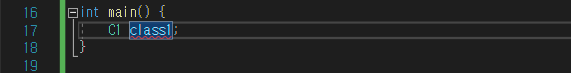 16 int main() {
17 C1 class1;
18 }
19